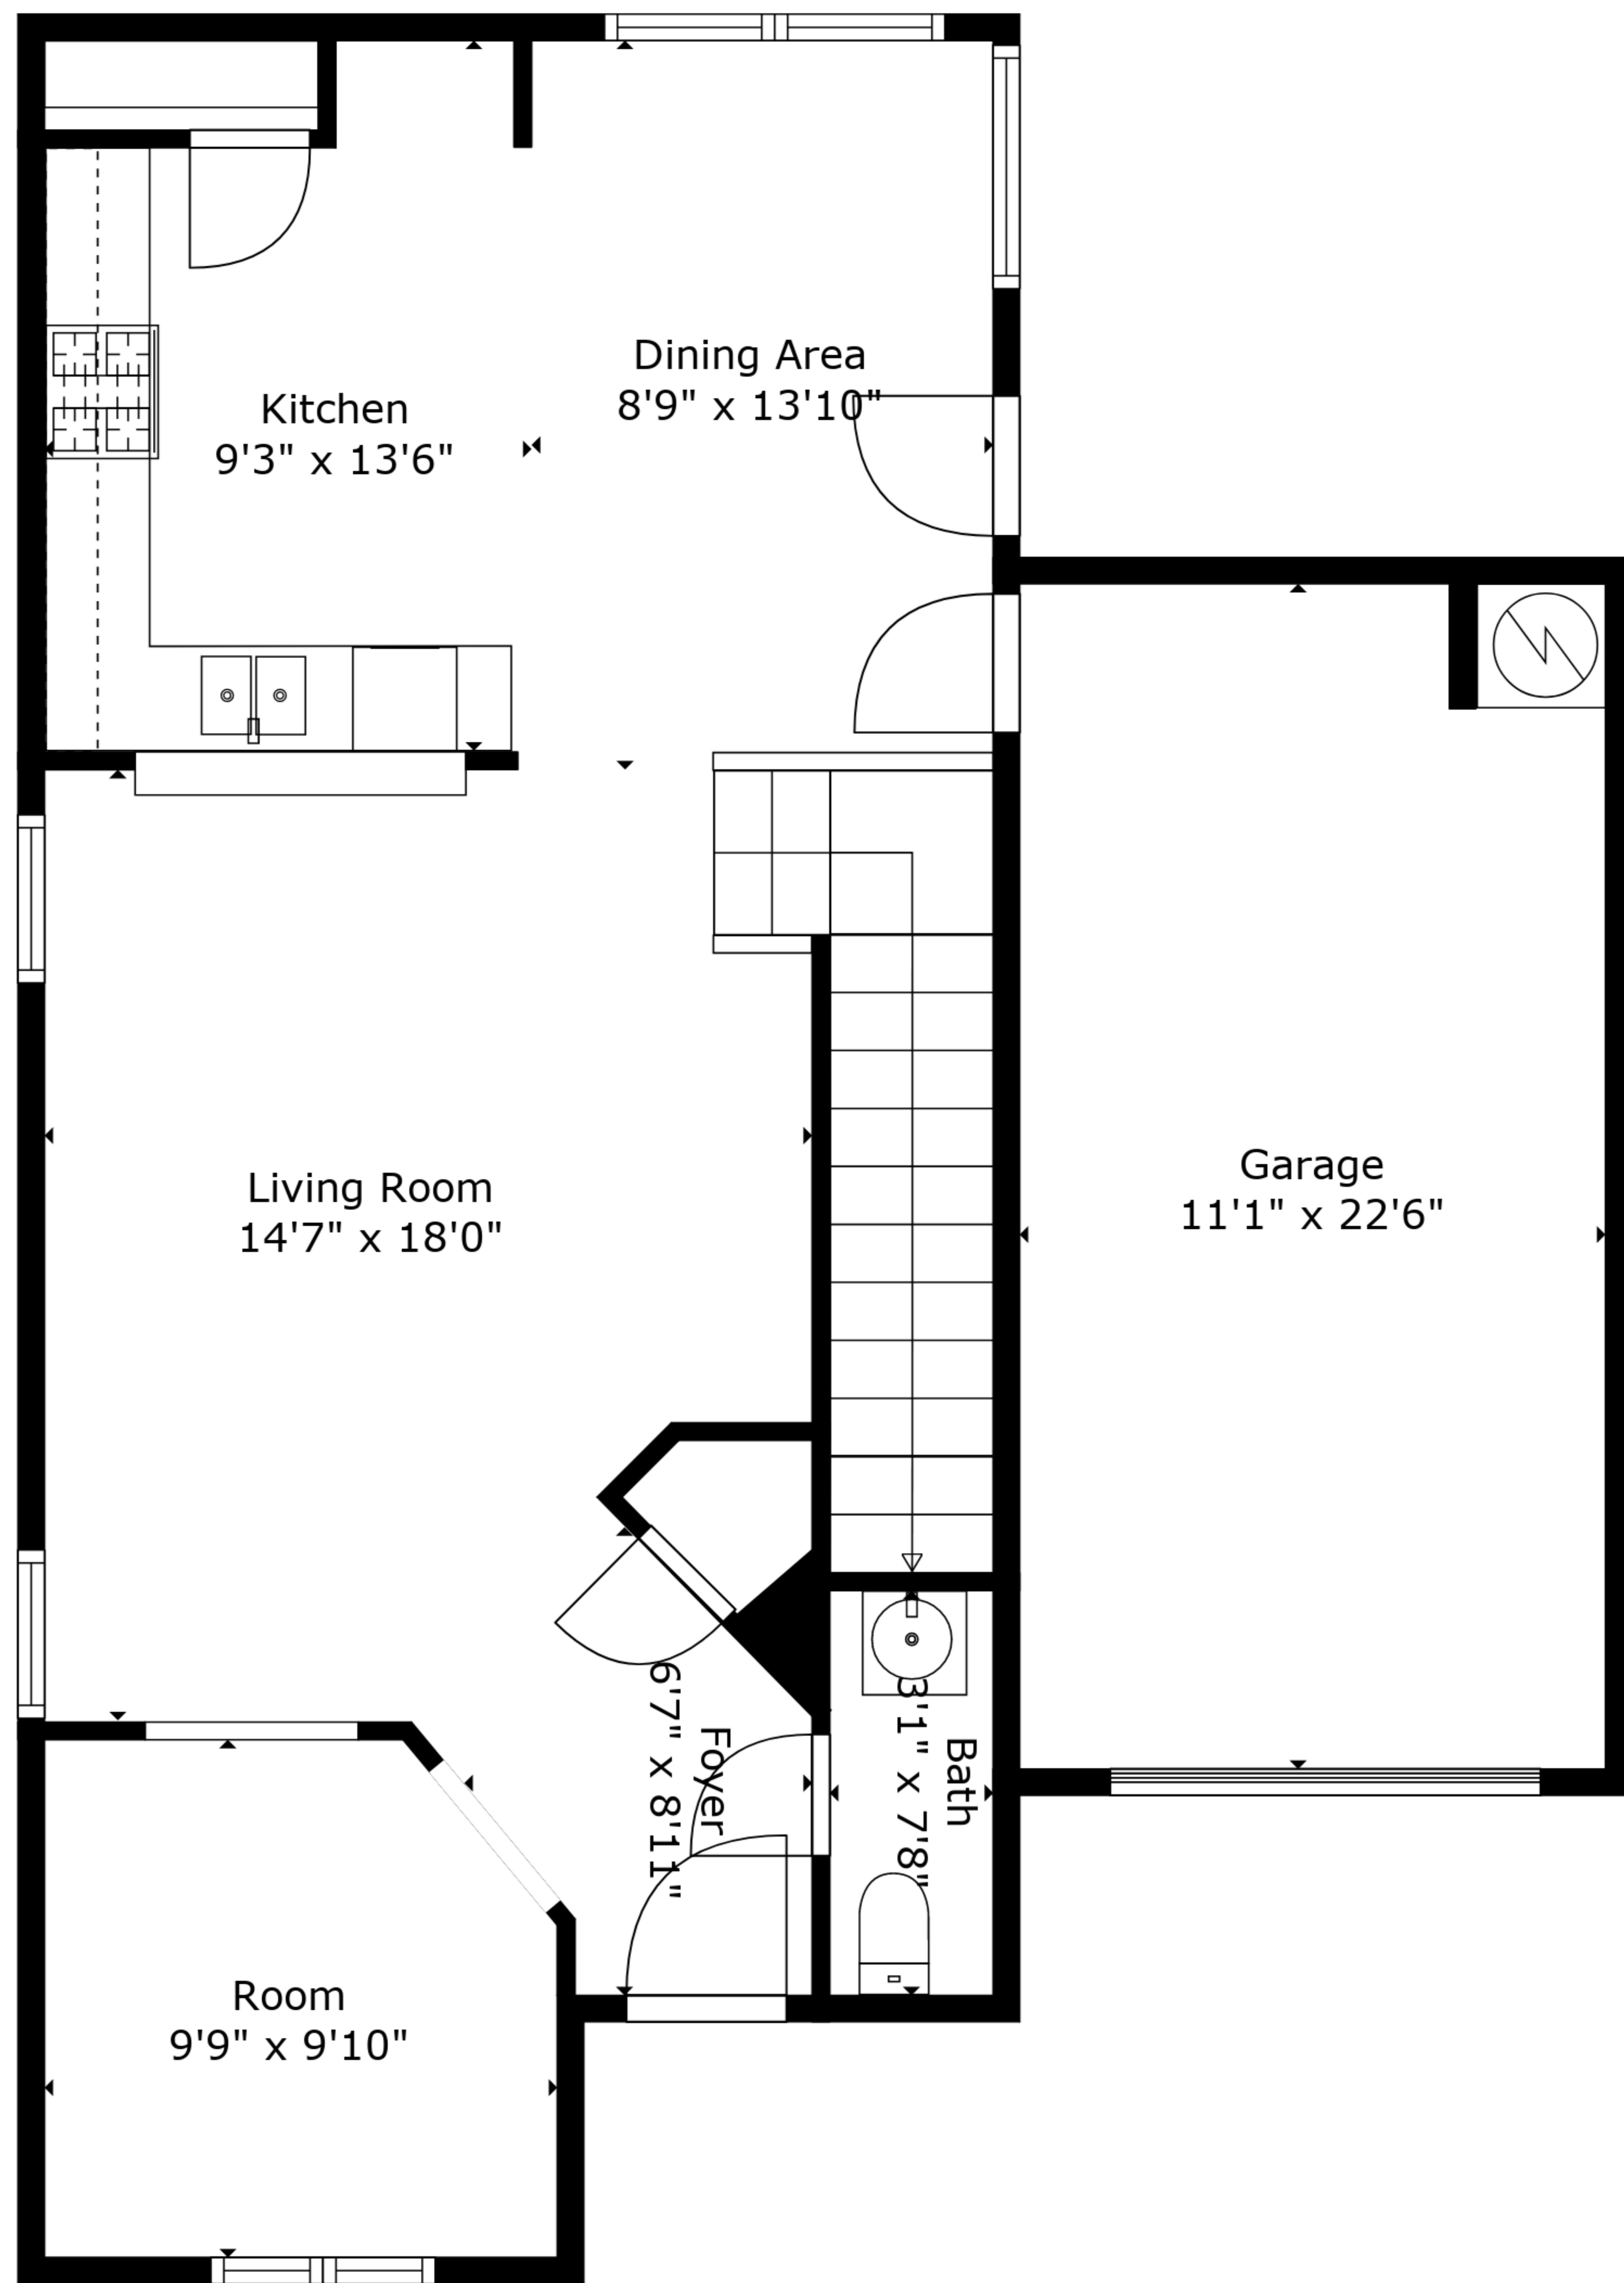 Dining Area
8'9" x 13'10"
Kitchen
9'3" x 13'6"
Garage
11'1" x 22'6"
Living Room
14'7" x 18'0"
Foyer
6'7" x 8'11"
Bath
3'1" x 7'8"
Room
9'9" x 9'10"